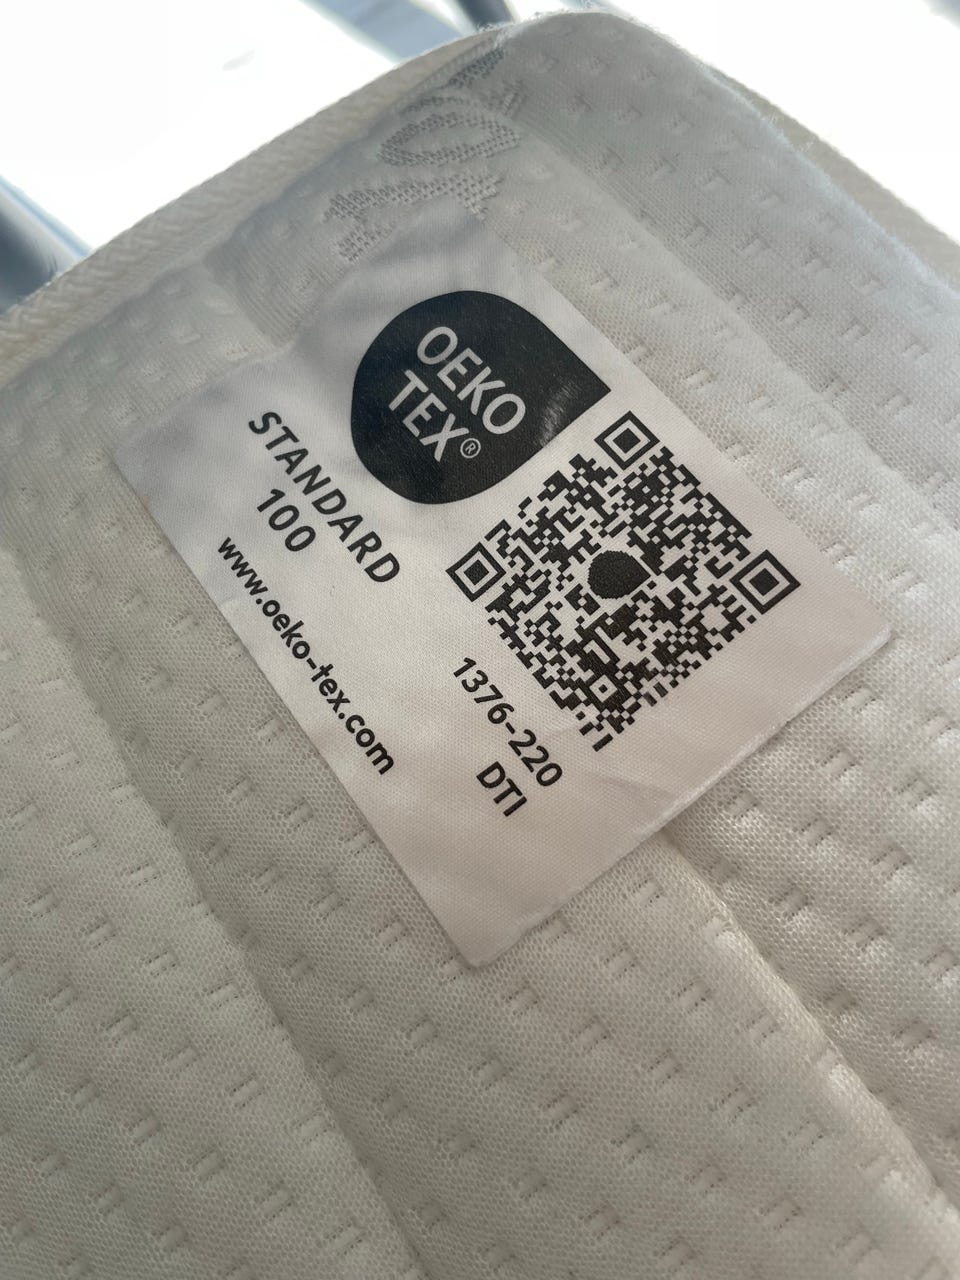 OEKO
TEX®
STANDARD
100
www.oeko-tex.com
1376-220
DTI